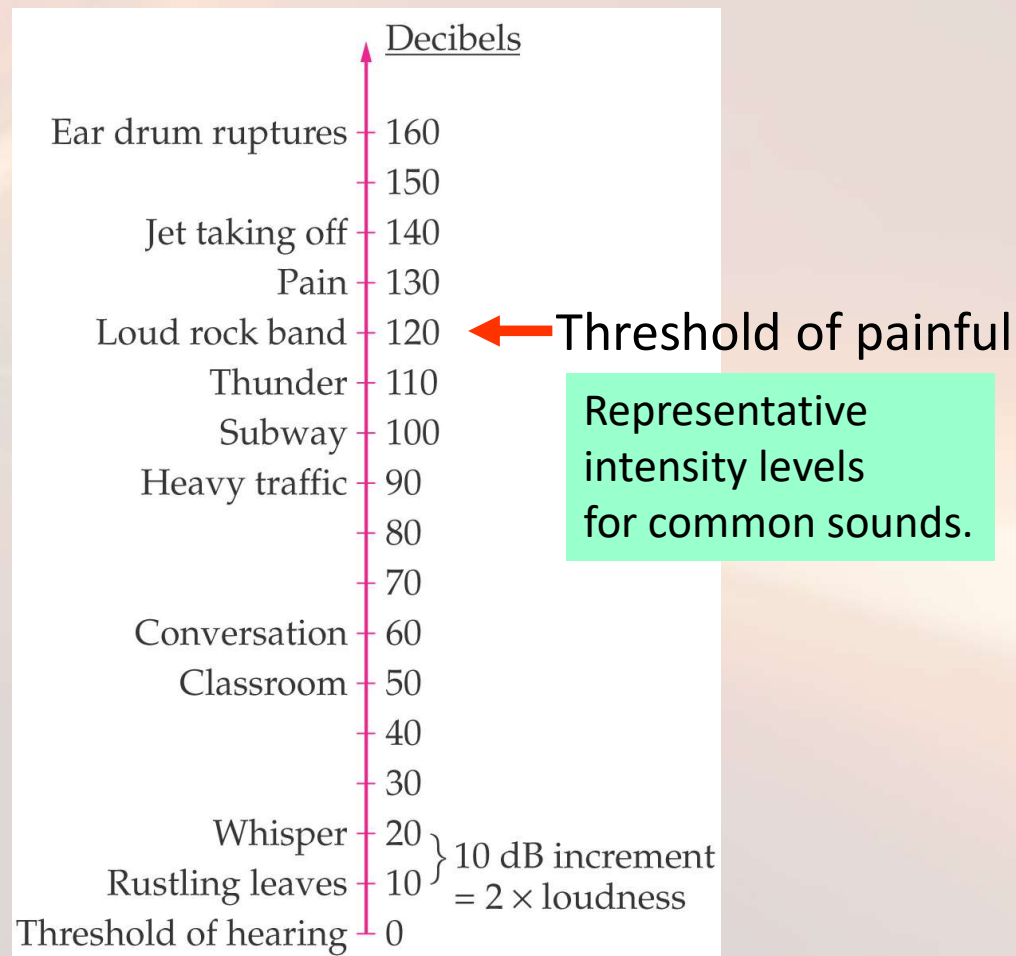 Decibels
Ear drum ruptures 160
150
Jet taking off 140
Pain 130
Loud rock band 120 Threshold of painful
Thunder 110
Subway 100
Heavy traffic 90
80
70
Conversation 60
Classroom 50
40
30
Whisper 20
Rustling leaves 10
Threshold of hearing 0
10 dB increment
= 2 × loudness
Representative
intensity levels
for common sounds.